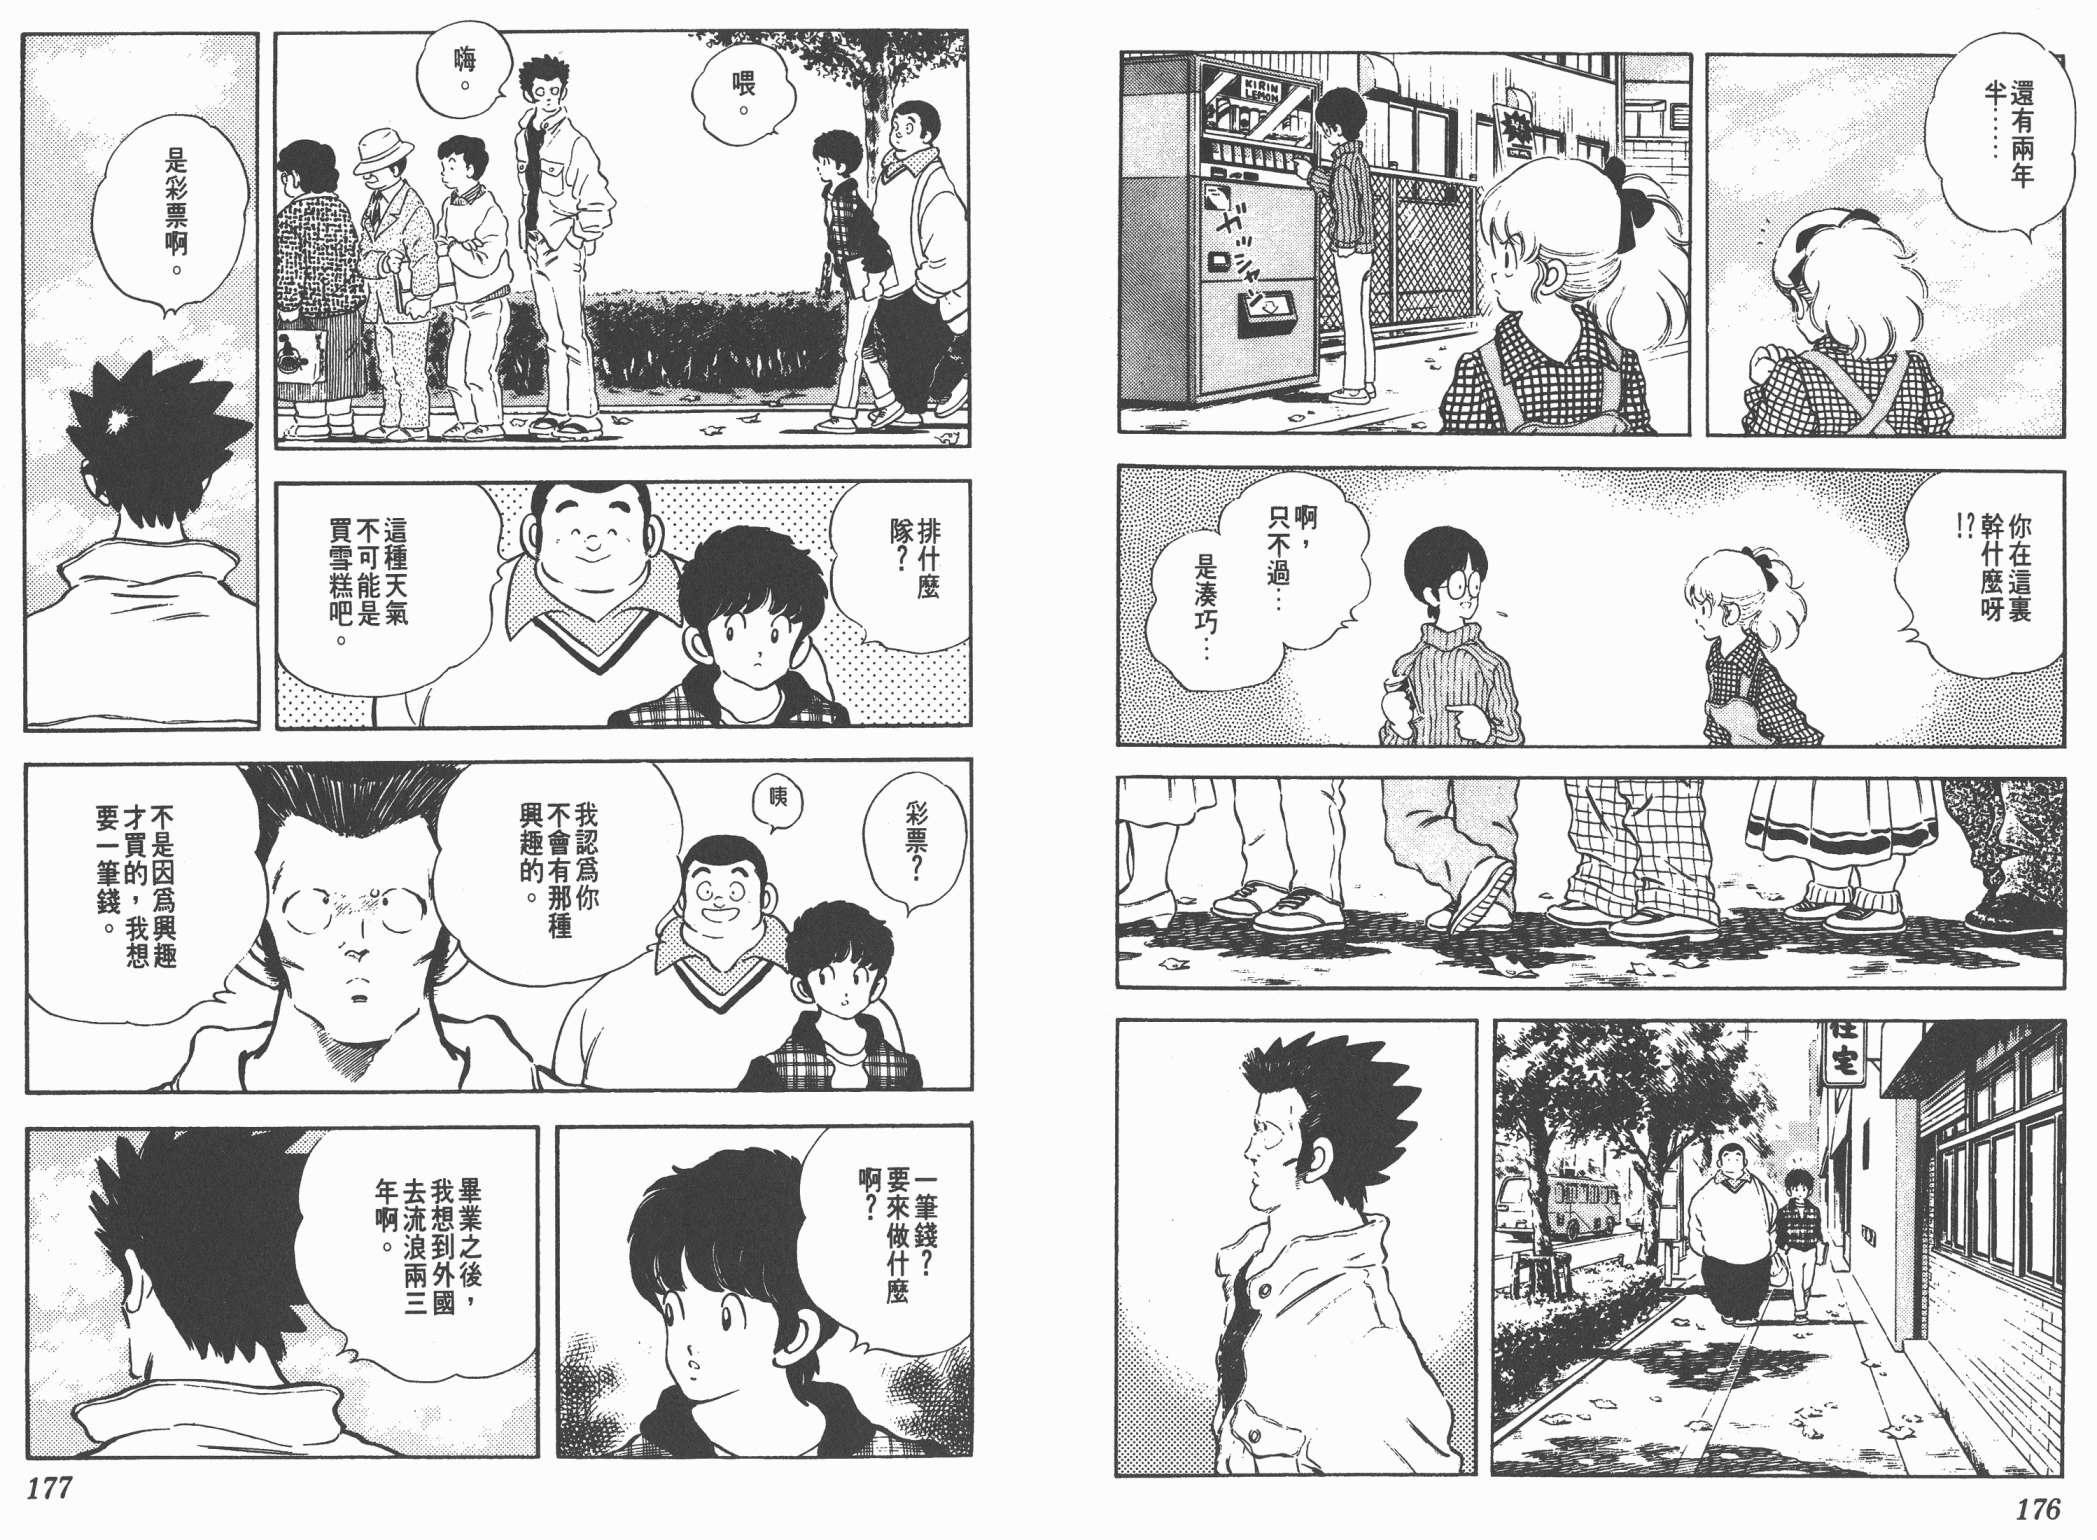 還有兩年
半……
KIRIN
LEMON
ガッシャン
你在這裏
幹什麼呀
!?
啊，
只不過…
是湊巧…
住宅
176
喂。
嗨。
是彩票啊。
排什麼
隊？
這種天氣
不可能是
買雪糕吧。
彩票？
咦
我認爲你
不會有那種
興趣的。
不是因爲興趣
才買的，我想
要一筆錢。
一筆錢？
要來做什麼
啊？
畢業之後，
我想到外國
去流浪兩三
年啊。
177